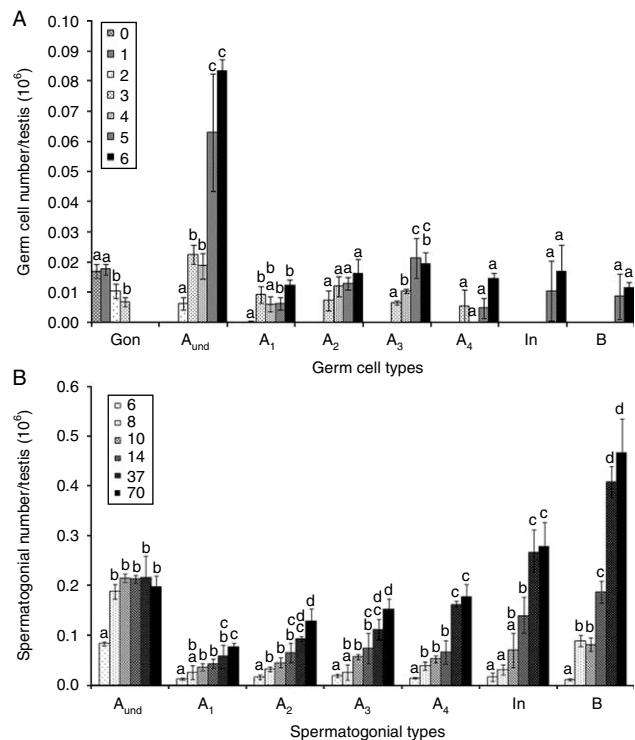 A
0.10
0.09
0.08
0.07
0.06
0.05
0.04
0.03
0.02
0.01
0.00
Germ cell number/testis (10⁶)
0
1
2
3
4
5
6
a a b b
a b b c c
a b b a a b
a a a a
a b c c b
a a a a
a a
a a
Gon Aund A1 A2 A3 A4 In B
Germ cell types
B
0.6
0.5
0.4
0.3
0.2
0.1
0.0
Spermatogonial number/testis (10⁶)
6
8
10
14
37
70
a b b b b b
a b a b b c b c
a b b c b d c d
a b a b c b d c d
a b b b c c
a a b a b c c
a b b c d d
Aund A1 A2 A3 A4 In B
Spermatogonial types